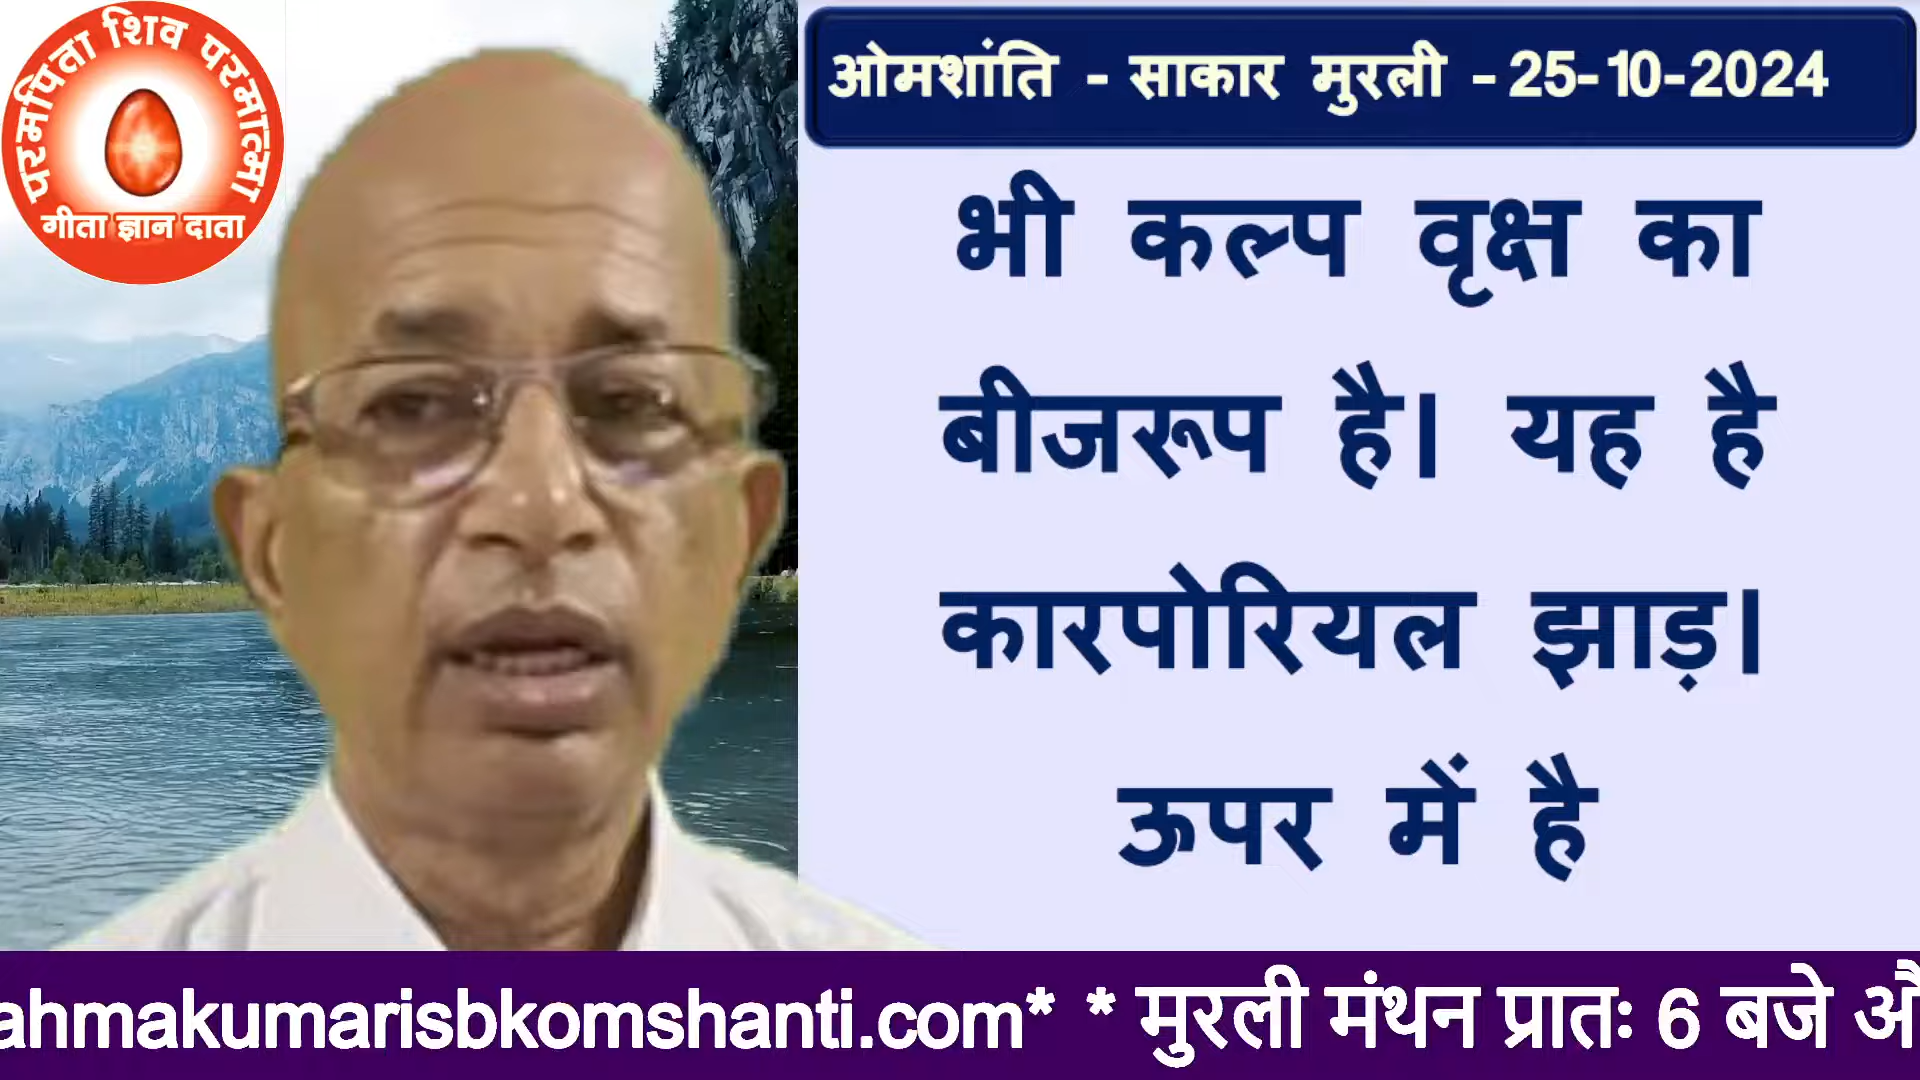 परमपिता शिव परमात्मा
गीता ज्ञान दाता
ओमशांति - साकार मुरली - 25-10-2024
भी कल्प वृक्ष का
बीजरूप है। यह है
कारपोरियल झाड़।
ऊपर में है
ahmakumarisbkomshanti.com* * मुरली मंथन प्रातः 6 बजे औ